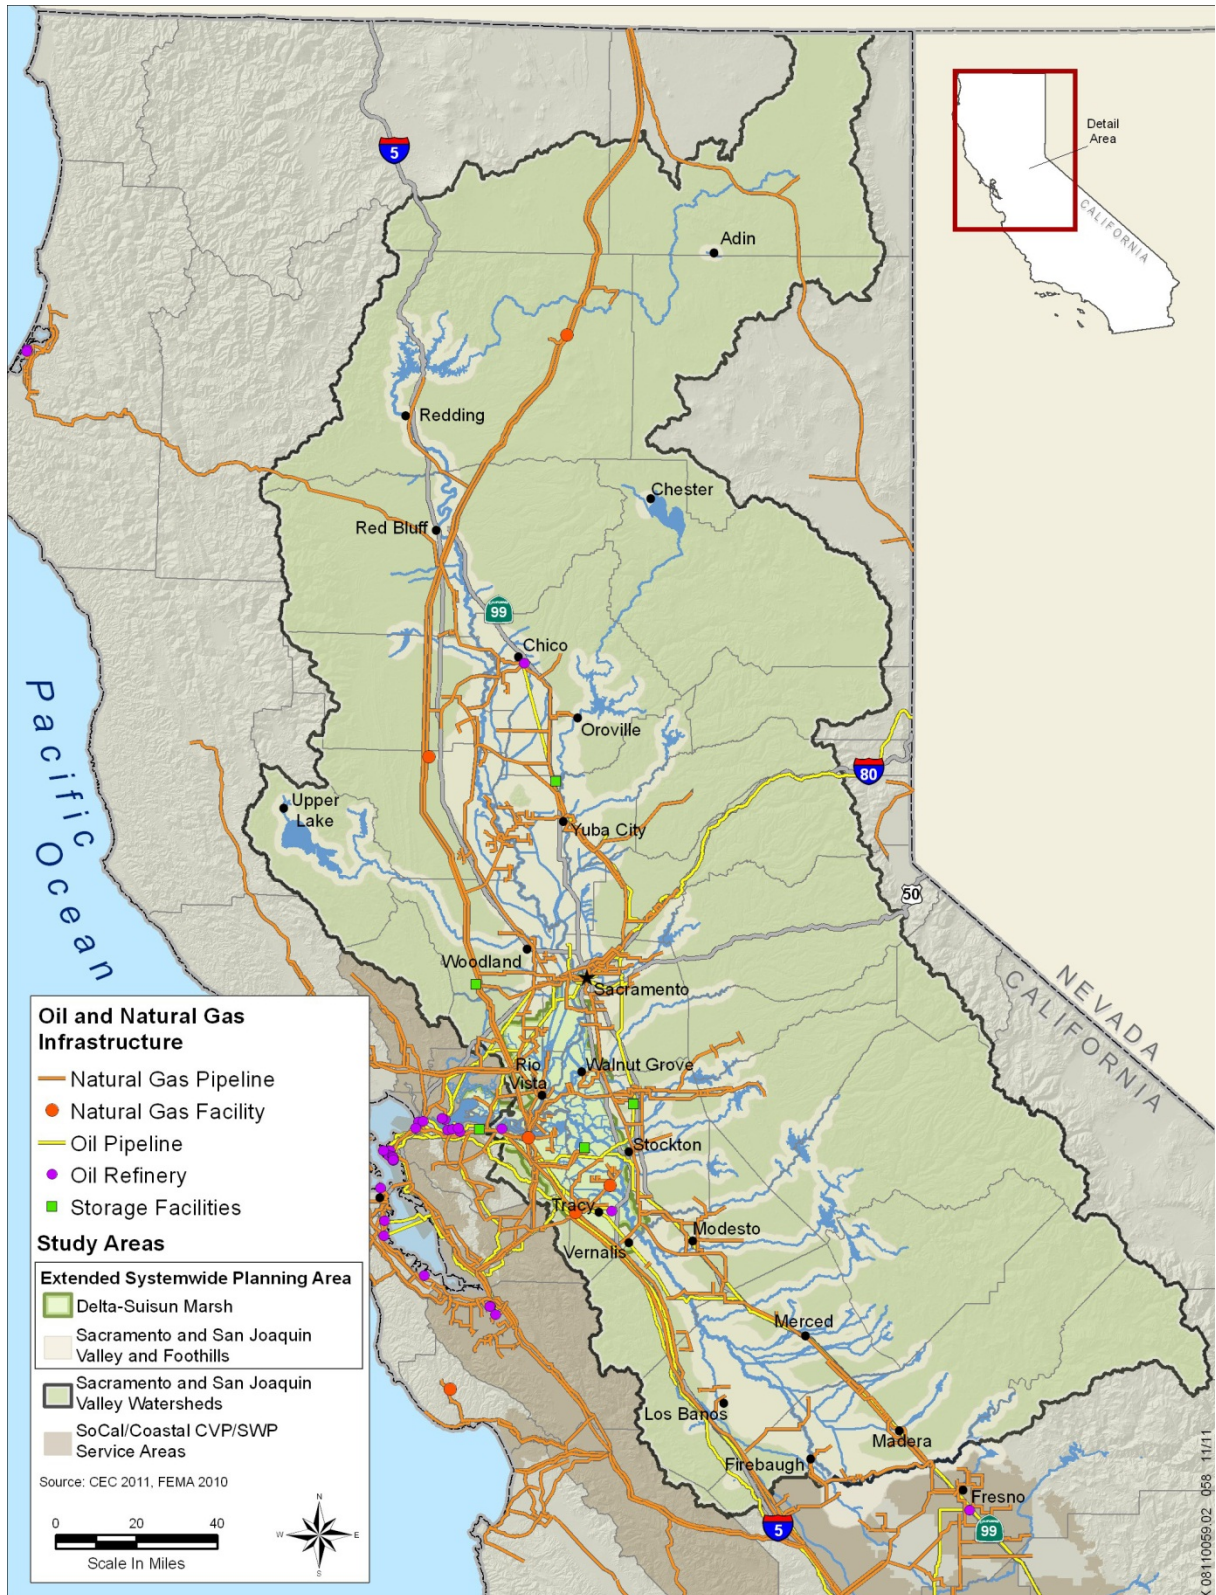 5
Detail
Area
CALIFORNIA
Adin
Redding
Chester
Red Bluff
99
Chico
Oroville
80
Upper
Lake
Yuba City
Pacific
Ocean
50
Woodland
Sacramento
NEVADA
CALIFORNIA
Rio
Vista
Walnut Grove
Stockton
Tracy
Modesto
Vernalis
Merced
Los Banos
Madera
Firebaugh
Fresno
5
99
Oil and Natural Gas
Infrastructure
Natural Gas Pipeline
Natural Gas Facility
Oil Pipeline
Oil Refinery
Storage Facilities
Study Areas
Extended Systemwide Planning Area
Delta-Suisun Marsh
Sacramento and San Joaquin
Valley and Foothills
Sacramento and San Joaquin
Valley Watersheds
SoCal/Coastal CVP/SWP
Service Areas
Source: CEC 2011, FEMA 2010
0 20 40
Scale In Miles
N
W E
S
08110059.02 058 11/11